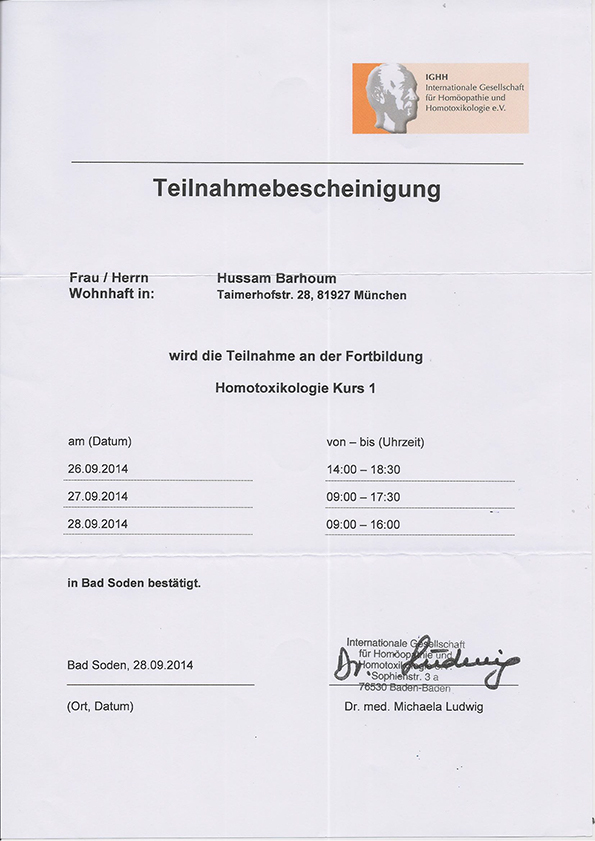 IGHH
Internationale Gesellschaft
für Homöopathie und
Homotoxikologie e.V.
Teilnahmebescheinigung
Frau / Herrn Hussam Barhoum
Wohnhaft in: Taimerhofstr. 28, 81927 München
wird die Teilnahme an der Fortbildung
Homotoxikologie Kurs 1
am (Datum) von – bis (Uhrzeit)
26.09.2014 14:00 – 18:30
27.09.2014 09:00 – 17:30
28.09.2014 09:00 – 16:00
in Bad Soden bestätigt.
Internationale Gesellschaft
für Homöopathie und
Homotoxikologie
Sophienstr. 3 a
76530 Baden-Baden
Dr. Ludwig
Bad Soden, 28.09.2014
(Ort, Datum) Dr. med. Michaela Ludwig